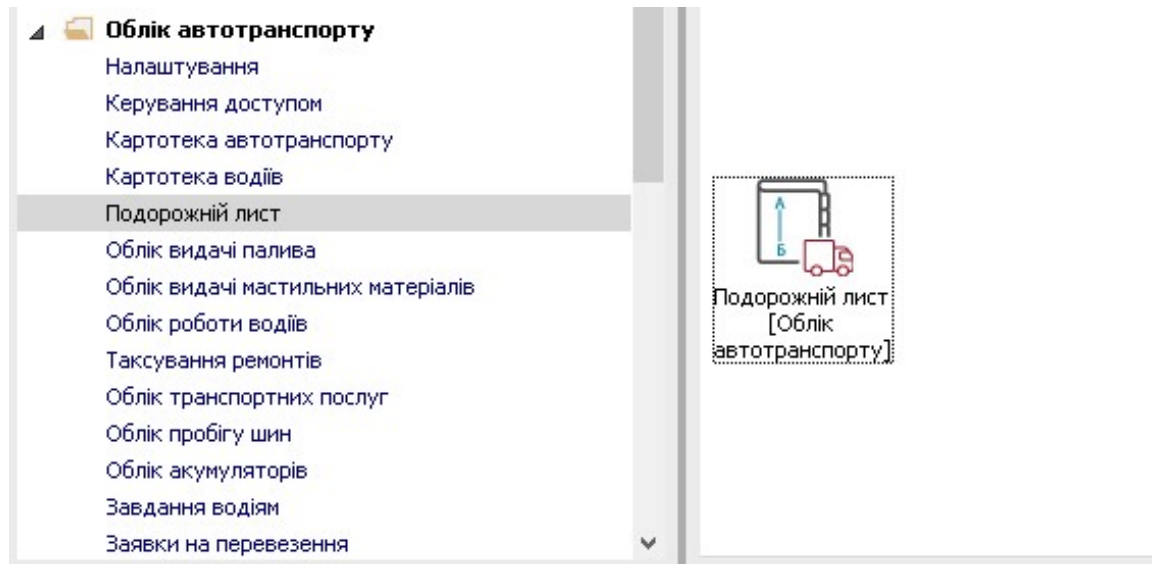 Облік автотранспорту
Налаштування
Керування доступом
Картотека автотранспорту
Картотека водіїв
Подорожній лист
Облік видачі палива
Облік видачі мастильних матеріалів
Облік роботи водіїв
Таксування ремонтів
Облік транспортних послуг
Облік пробігу шин
Облік акумуляторів
Завдання водіям
Заявки на перевезення
А
Б
Подорожній лист
[Облік
автотранспорту]